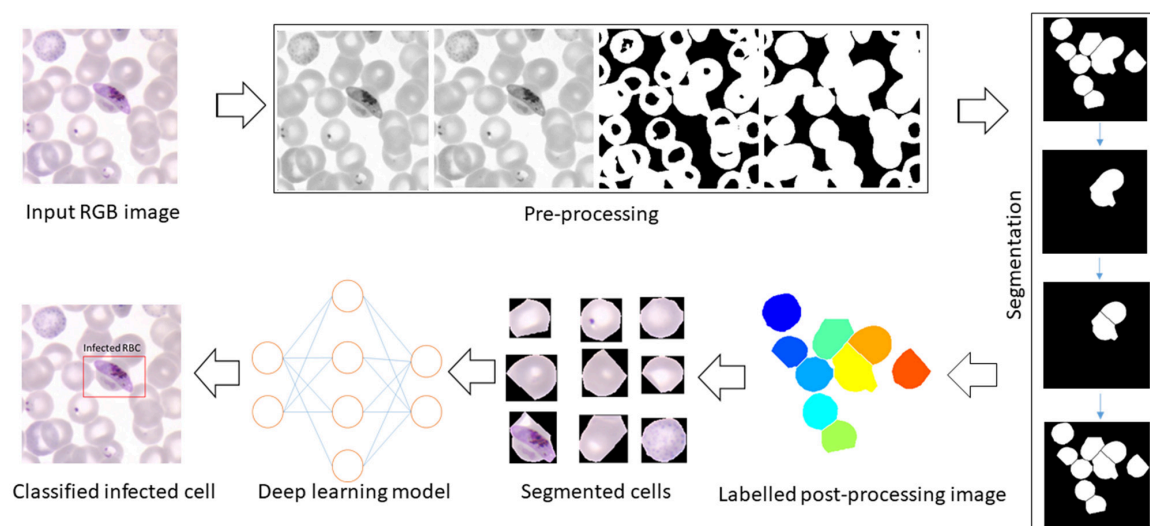 Input RGB image
Pre-processing
Segmentation
Infected RBC
Classified infected cell
Deep learning model
Segmented cells
Labelled post-processing image